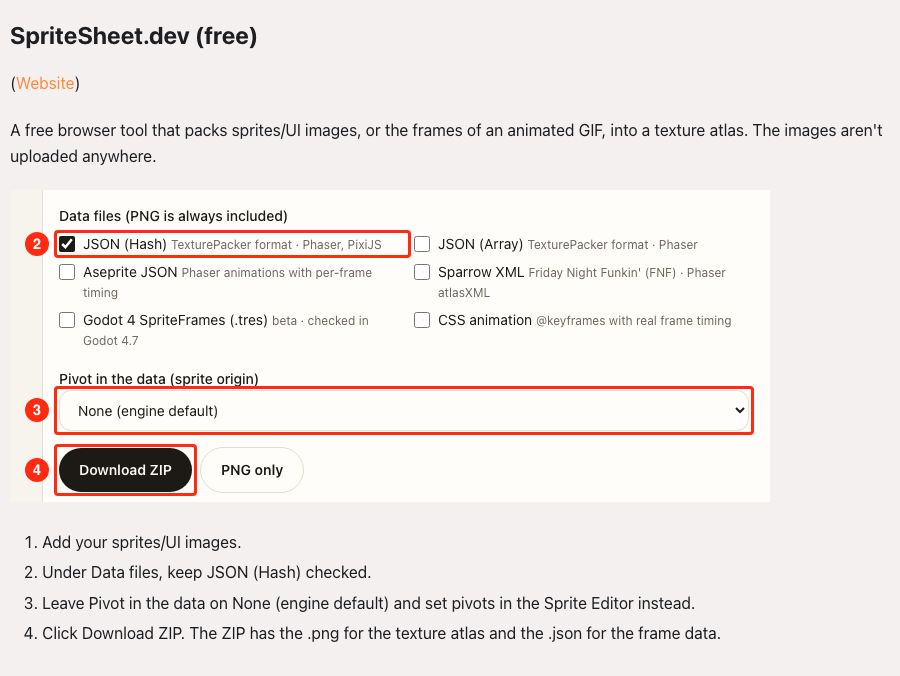 SpriteSheet.dev (free)
(Website)
A free browser tool that packs sprites/UI images, or the frames of an animated GIF, into a texture atlas. The images aren't
uploaded anywhere.
Data files (PNG is always included)
2 JSON (Hash) TexturePacker format · Phaser, PixiJS
JSON (Array) TexturePacker format · Phaser
Aseprite JSON Phaser animations with per-frame
timing
Sparrow XML Friday Night Funkin' (FNF) · Phaser
atlasXML
Godot 4 SpriteFrames (.tres) beta · checked in
Godot 4.7
CSS animation @keyframes with real frame timing
Pivot in the data (sprite origin)
3 None (engine default)
4 Download ZIP PNG only
1. Add your sprites/UI images.
2. Under Data files, keep JSON (Hash) checked.
3. Leave Pivot in the data on None (engine default) and set pivots in the Sprite Editor instead.
4. Click Download ZIP. The ZIP has the .png for the texture atlas and the .json for the frame data.